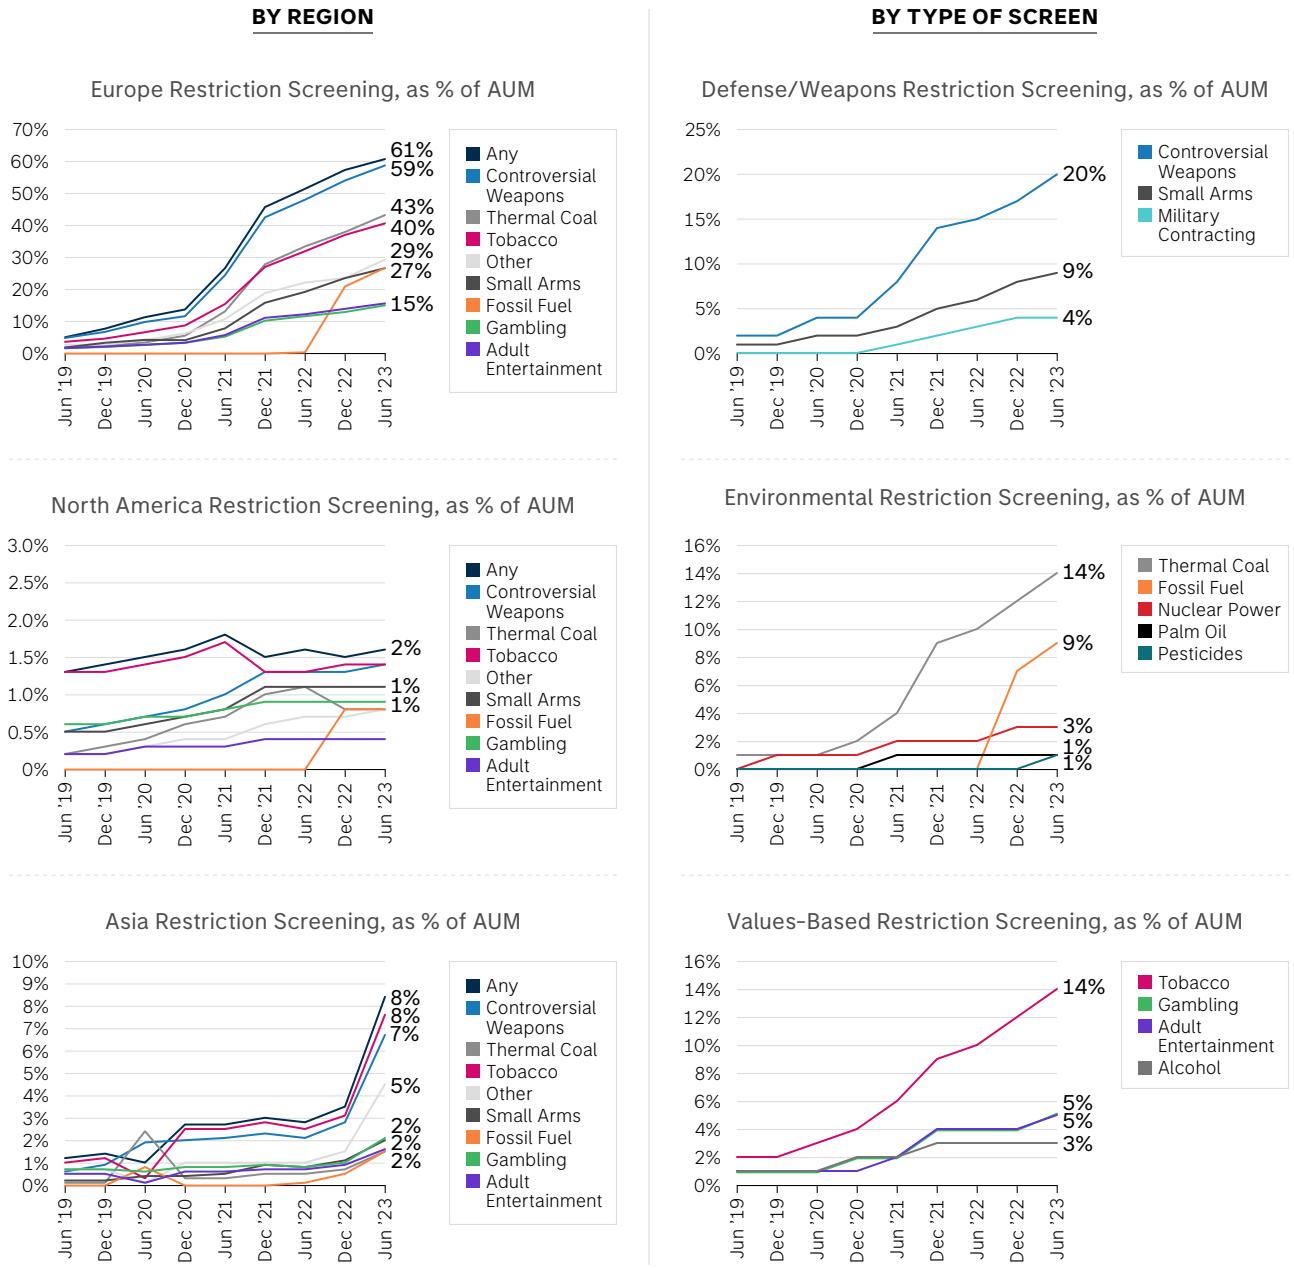 BY REGION
Europe Restriction Screening, as % of AUM
70%
60%
50%
40%
30%
20%
10%
0%
61%
59%
43%
40%
29%
27%
15%
Jun ’19
Dec ’19
Jun ’20
Dec ’20
Jun ’21
Dec ’21
Jun ’22
Dec ’22
Jun ’23
Any
Controversial
Weapons
Thermal Coal
Tobacco
Other
Small Arms
Fossil Fuel
Gambling
Adult
Entertainment
North America Restriction Screening, as % of AUM
3.0%
2.5%
2.0%
1.5%
1.0%
0.5%
0%
2%
1%
1%
Jun ’19
Dec ’19
Jun ’20
Dec ’20
Jun ’21
Dec ’21
Jun ’22
Dec ’22
Jun ’23
Any
Controversial
Weapons
Thermal Coal
Tobacco
Other
Small Arms
Fossil Fuel
Gambling
Adult
Entertainment
Asia Restriction Screening, as % of AUM
10%
9%
8%
7%
6%
5%
4%
3%
2%
1%
0%
8%
8%
7%
5%
2%
2%
2%
Jun ’19
Dec ’19
Jun ’20
Dec ’20
Jun ’21
Dec ’21
Jun ’22
Dec ’22
Jun ’23
Any
Controversial
Weapons
Thermal Coal
Tobacco
Other
Small Arms
Fossil Fuel
Gambling
Adult
Entertainment
BY TYPE OF SCREEN
Defense/Weapons Restriction Screening, as % of AUM
25%
20%
15%
10%
5%
0%
20%
9%
4%
Jun ’19
Dec ’19
Jun ’20
Dec ’20
Jun ’21
Dec ’21
Jun ’22
Dec ’22
Jun ’23
Controversial
Weapons
Small Arms
Military
Contracting
Environmental Restriction Screening, as % of AUM
16%
14%
12%
10%
8%
6%
4%
2%
0%
14%
9%
3%
1%
1%
Jun ’19
Dec ’19
Jun ’20
Dec ’20
Jun ’21
Dec ’21
Jun ’22
Dec ’22
Jun ’23
Thermal Coal
Fossil Fuel
Nuclear Power
Palm Oil
Pesticides
Values-Based Restriction Screening, as % of AUM
16%
14%
12%
10%
8%
6%
4%
2%
0%
14%
5%
5%
3%
Jun ’19
Dec ’19
Jun ’20
Dec ’20
Jun ’21
Dec ’21
Jun ’22
Dec ’22
Jun ’23
Tobacco
Gambling
Adult
Entertainment
Alcohol